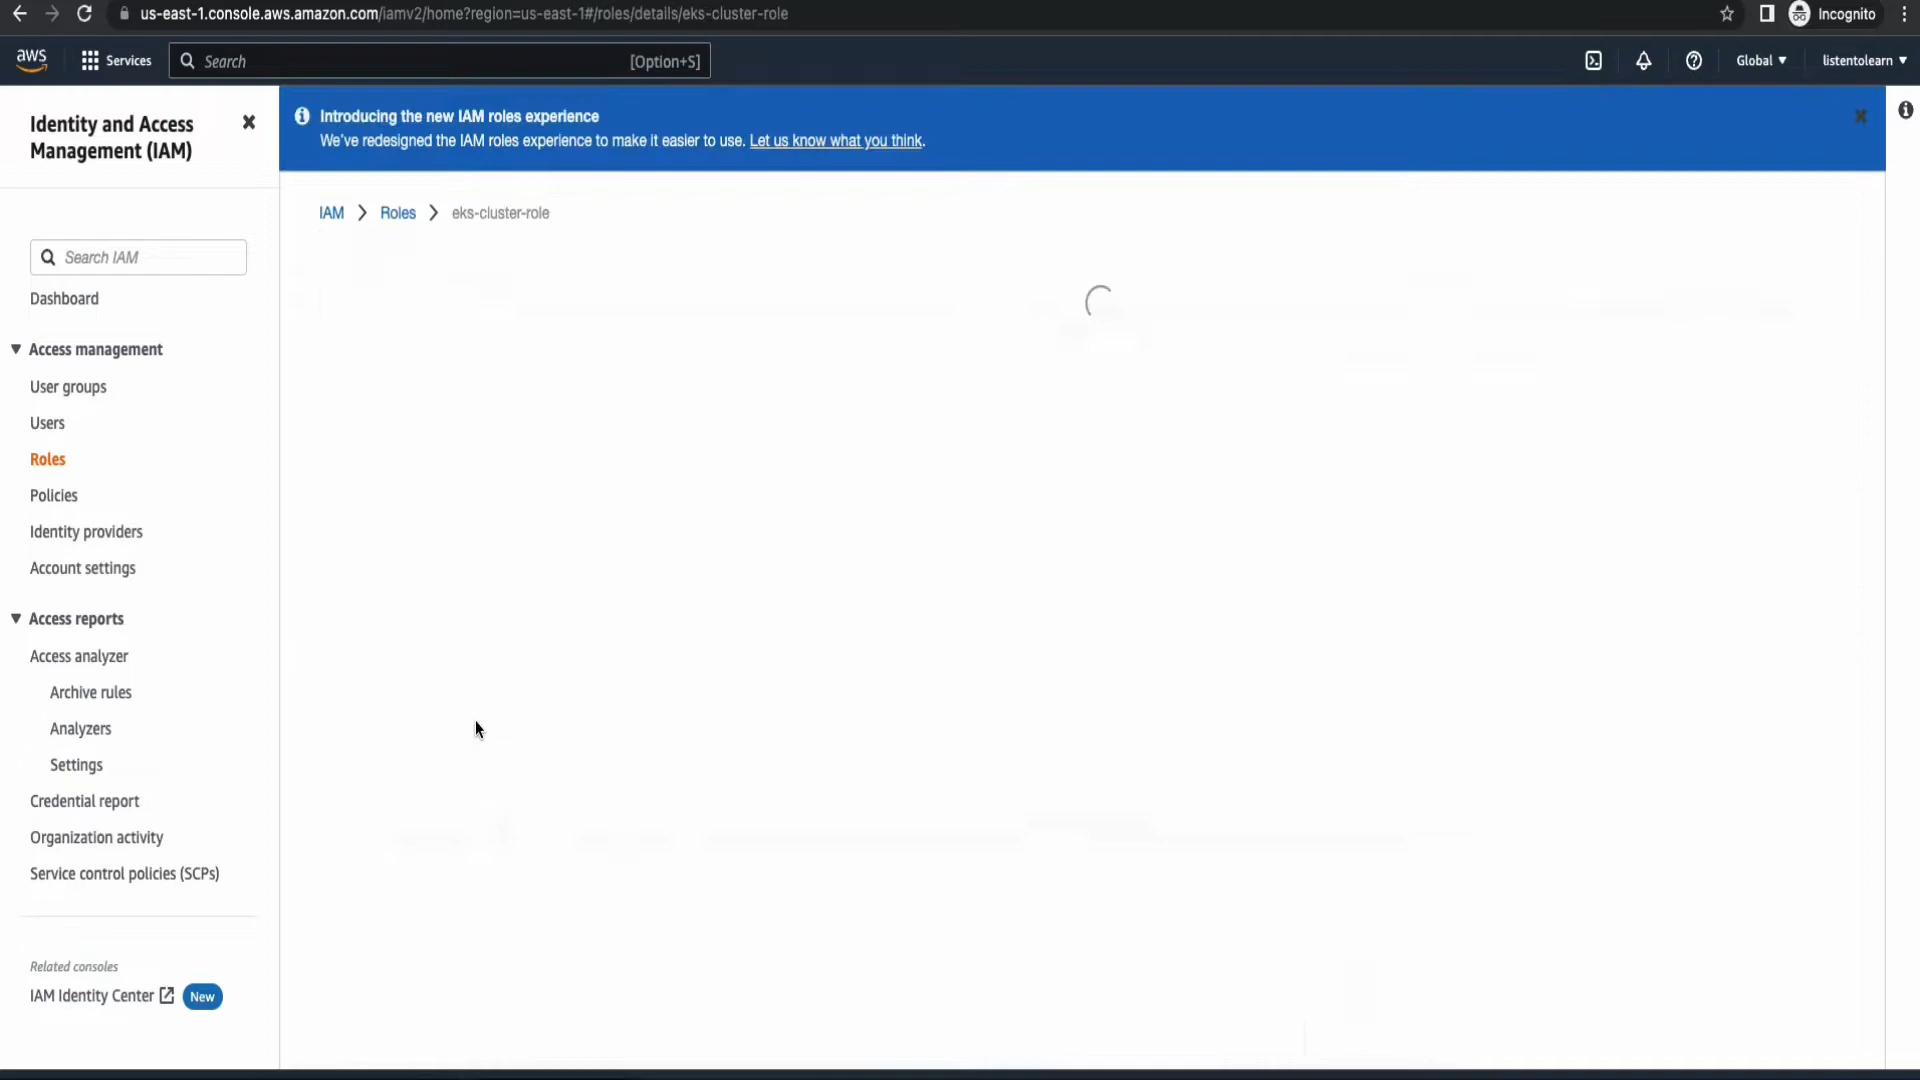 us-east-1.console.aws.amazon.com/iamv2/home?region=us-east-1#/roles/details/eks-cluster-role
Incognito
aws
Services
Search
[Option+S]
Global
listentolearn
Identity and Access
Management (IAM)
Introducing the new IAM roles experience
We've redesigned the IAM roles experience to make it easier to use. Let us know what you think.
IAM
Roles
eks-cluster-role
Search IAM
Dashboard
Access management
User groups
Users
Roles
Policies
Identity providers
Account settings
Access reports
Access analyzer
Archive rules
Analyzers
Settings
Credential report
Organization activity
Service control policies (SCPs)
Related consoles
IAM Identity Center
New